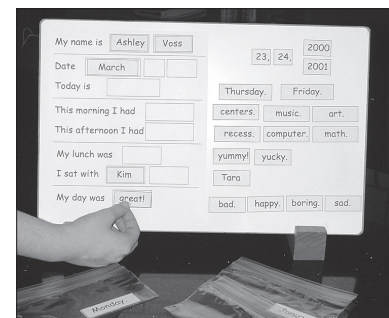 My name is Ashley Voss
Date March
Today is
This morning I had
This afternoon I had
My lunch was
I sat with Kim
My day was great!
23, 24, 2000
2001
Thursday. Friday.
centers. music. art.
recess. computer. math.
yummy! yucky.
Tara
bad. happy. boring. sad.
Monday